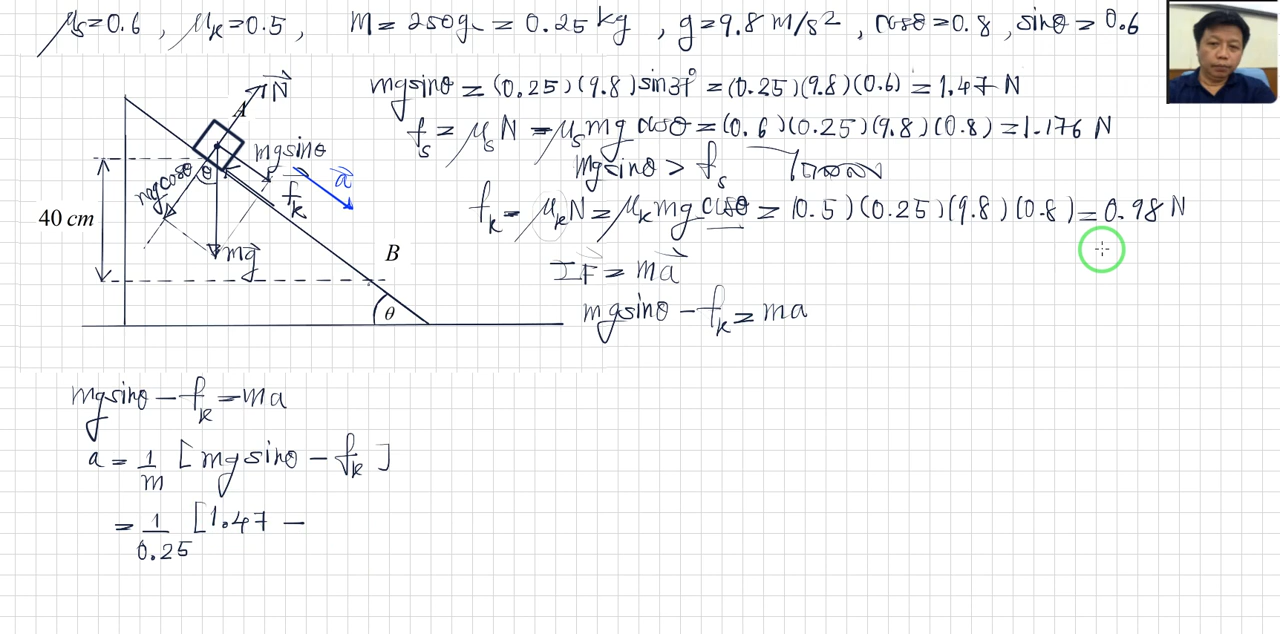 μs=0.6 , μk=0.5 , m = 250g = 0.25 kg , g=9.8 m/s² , cosθ=0.8 , sinθ = 0.6
mgsinθ = (0.25)(9.8)sin37° = (0.25)(9.8)(0.6) = 1.47 N
fs = μsN = μsmg cosθ = (0.6)(0.25)(9.8)(0.8) = 1.176 N
mgsinθ > fs
fk = μkN = μkmg cosθ = (0.5)(0.25)(9.8)(0.8) = 0.98 N
ΣF⃗ = ma⃗
mgsinθ − fk = ma
N⃗
A
mgsinθ
a⃗
mgcosθ
θ
f⃗k
40 cm
mg⃗
B
θ
mgsinθ − fk = ma
a = 1/m [mgsinθ − fk]
= 1/0.25 [1.47 −